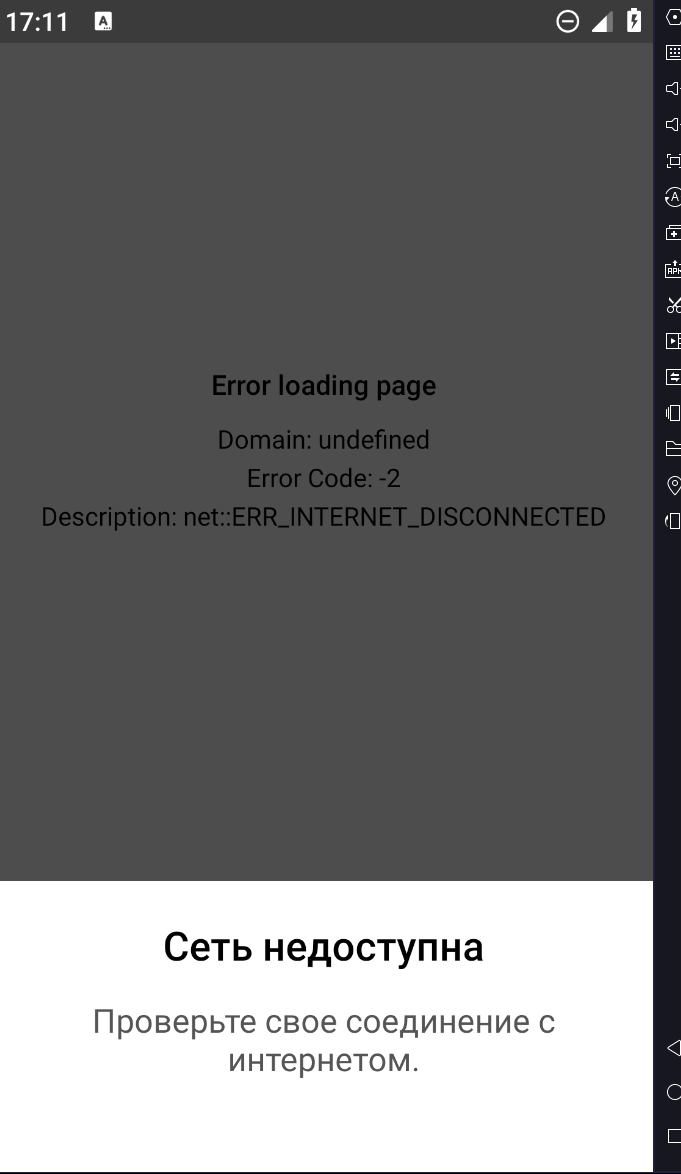 17:11
Error loading page
Domain: undefined
Error Code: -2
Description: net::ERR_INTERNET_DISCONNECTED
Сеть недоступна
Проверьте свое соединение с
интернетом.